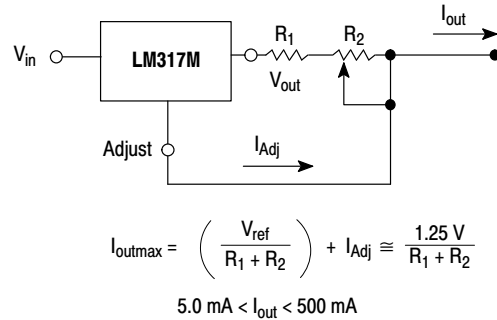 I_out
R_1 R_2
V_in
LM317M
V_out
Adjust
I_Adj
I_outmax = ( V_ref / R_1 + R_2 ) + I_Adj ≅ 1.25 V / R_1 + R_2
5.0 mA < I_out < 500 mA